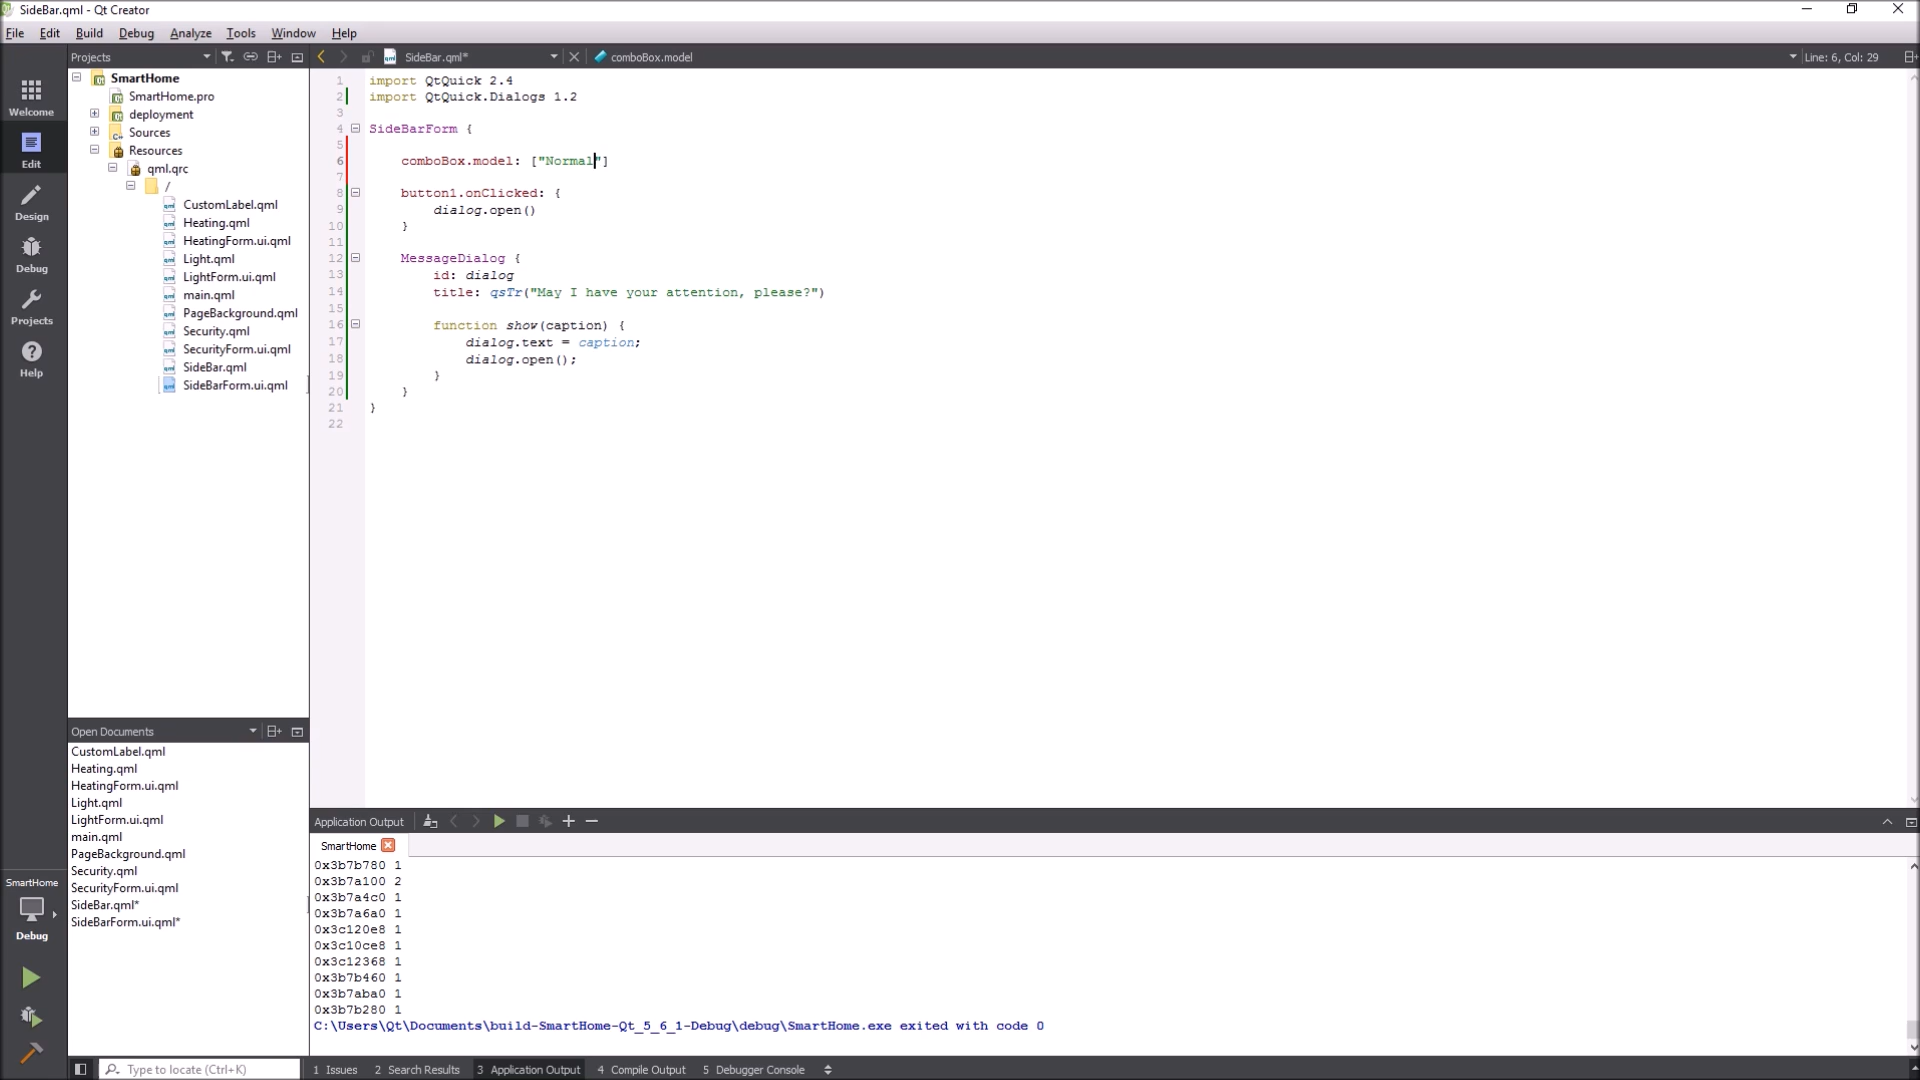 SideBar.qml - Qt Creator
File Edit Build Debug Analyze Tools Window Help
Projects
SideBar.qml*
comboBox.model
Line: 6, Col: 29
Welcome
Edit
Design
Debug
Projects
Help
SmartHome
SmartHome.pro
deployment
Sources
Resources
qml.qrc
/
CustomLabel.qml
Heating.qml
HeatingForm.ui.qml
Light.qml
LightForm.ui.qml
main.qml
PageBackground.qml
Security.qml
SecurityForm.ui.qml
SideBar.qml
SideBarForm.ui.qml
1 import QtQuick 2.4
2 import QtQuick.Dialogs 1.2
3
4 SideBarForm {
5
6 comboBox.model: ["Normal"]
7
8 button1.onClicked: {
9 dialog.open()
10 }
11
12 MessageDialog {
13 id: dialog
14 title: qsTr("May I have your attention, please?")
15
16 function show(caption) {
17 dialog.text = caption;
18 dialog.open();
19 }
20 }
21 }
22
Open Documents
CustomLabel.qml
Heating.qml
HeatingForm.ui.qml
Light.qml
LightForm.ui.qml
main.qml
PageBackground.qml
Security.qml
SecurityForm.ui.qml
SideBar.qml*
SideBarForm.ui.qml*
SmartHome
Debug
Application Output
SmartHome
0x3b7b780 1
0x3b7a100 2
0x3b7a4c0 1
0x3b7a6a0 1
0x3c120e8 1
0x3c10ce8 1
0x3c12368 1
0x3b7b460 1
0x3b7aba0 1
0x3b7b280 1
C:\Users\Qt\Documents\build-SmartHome-Qt_5_6_1-Debug\debug\SmartHome.exe exited with code 0
Type to locate (Ctrl+K)
1 Issues
2 Search Results
3 Application Output
4 Compile Output
5 Debugger Console